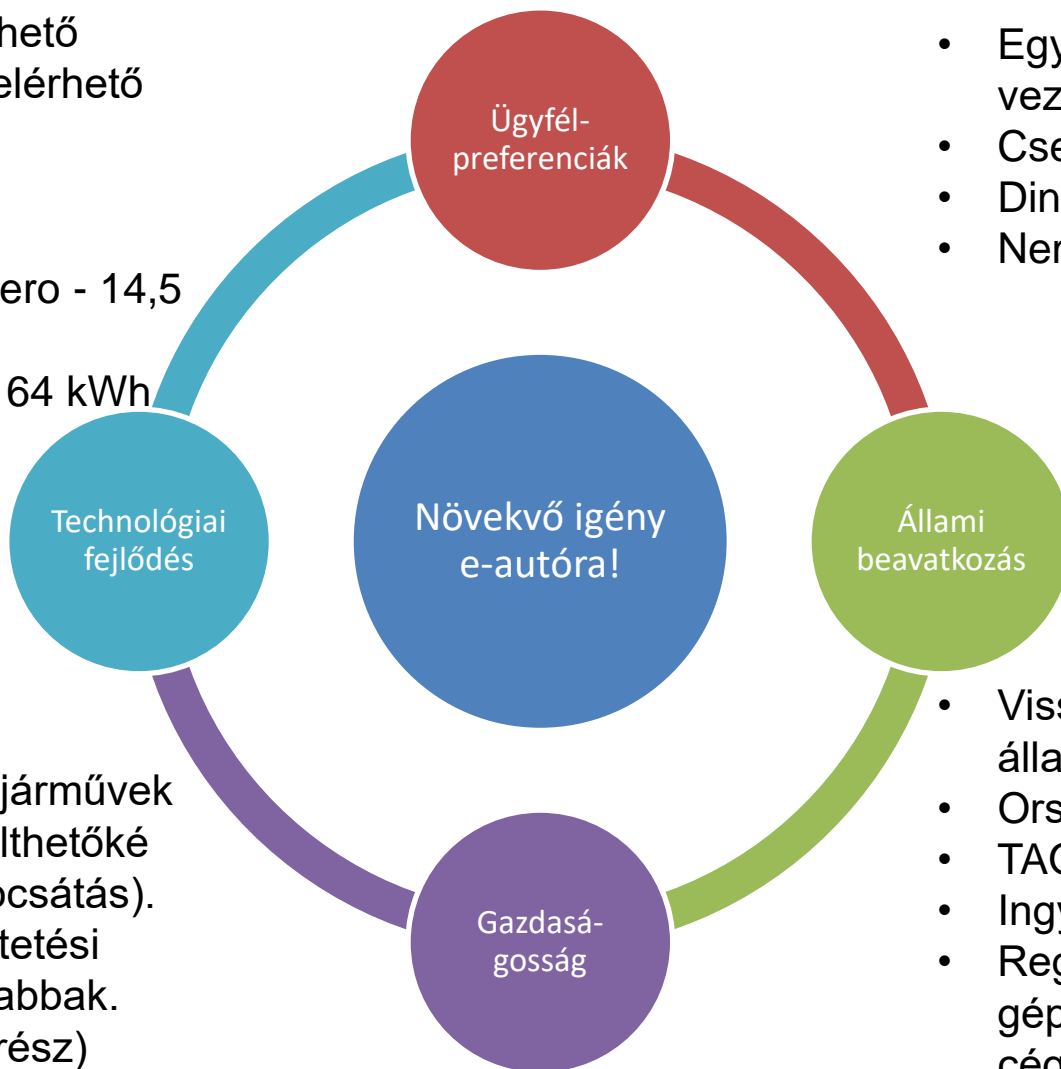 hető
elérhető
ero - 14,5
64 kWh
Ügyfél-
preferenciák
• Egy
vez
• Cse
• Din
• Ner
Technológiai
fejlődés
Növekvő igény
e-autóra!
Állami
beavatkozás
járművek
lthetőké
ocsátás).
tetési
abbak.
rész)
Gazdasá-
gosság
• Viss
álla
• Ors
• TAC
• Ingy
• Reg
gép
cég